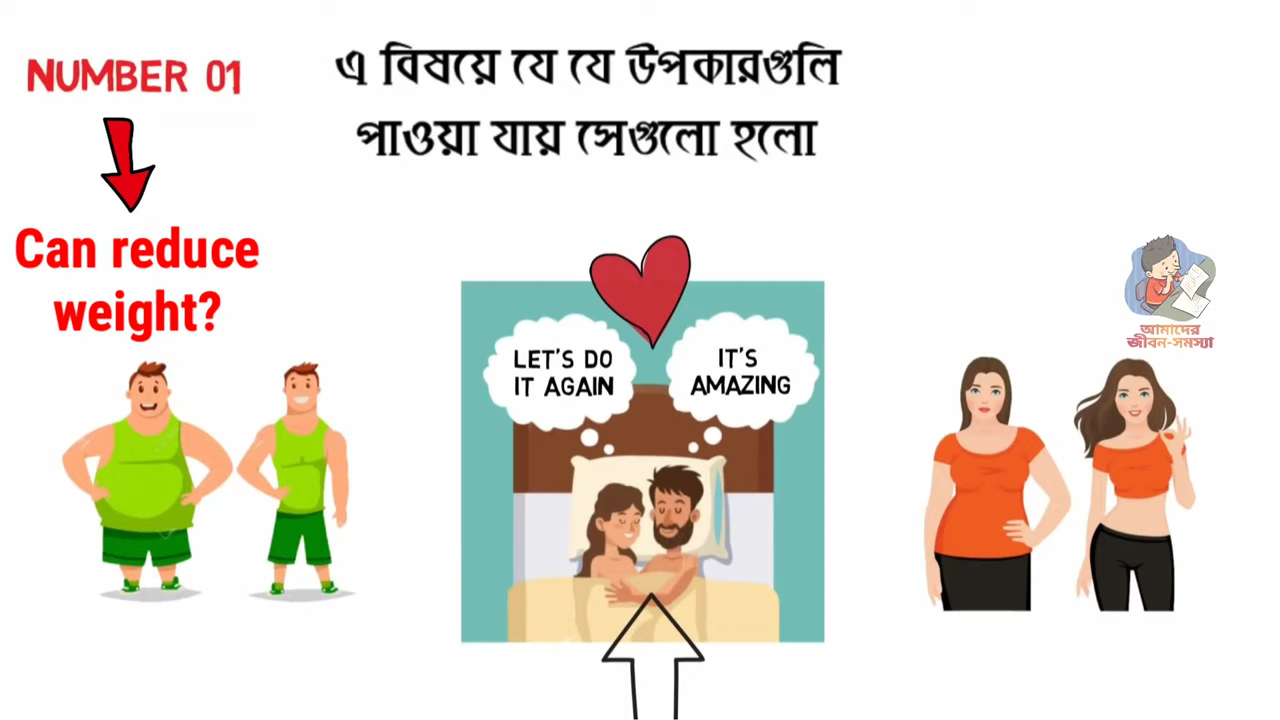 NUMBER 01
এ বিষয়ে যে যে উপকারগুলি
পাওয়া যায় সেগুলো হলো
Can reduce
weight?
LET'S DO
IT AGAIN
IT'S
AMAZING
আমাদের
জীবন-সমস্যা